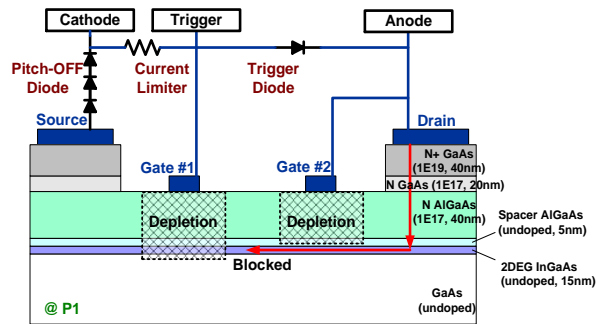 Cathode
Trigger
Anode
Pitch-OFF
Diode
Current
Limiter
Trigger
Diode
Source
Drain
Gate #1
Gate #2
N+ GaAs
(1E19, 40nm)
N GaAs (1E17, 20nm)
Depletion
Depletion
N AlGaAs
(1E17, 40nm)
Spacer AlGaAs
(undoped, 5nm)
Blocked
2DEG InGaAs
(undoped, 15nm)
GaAs
(undoped)
@ P1